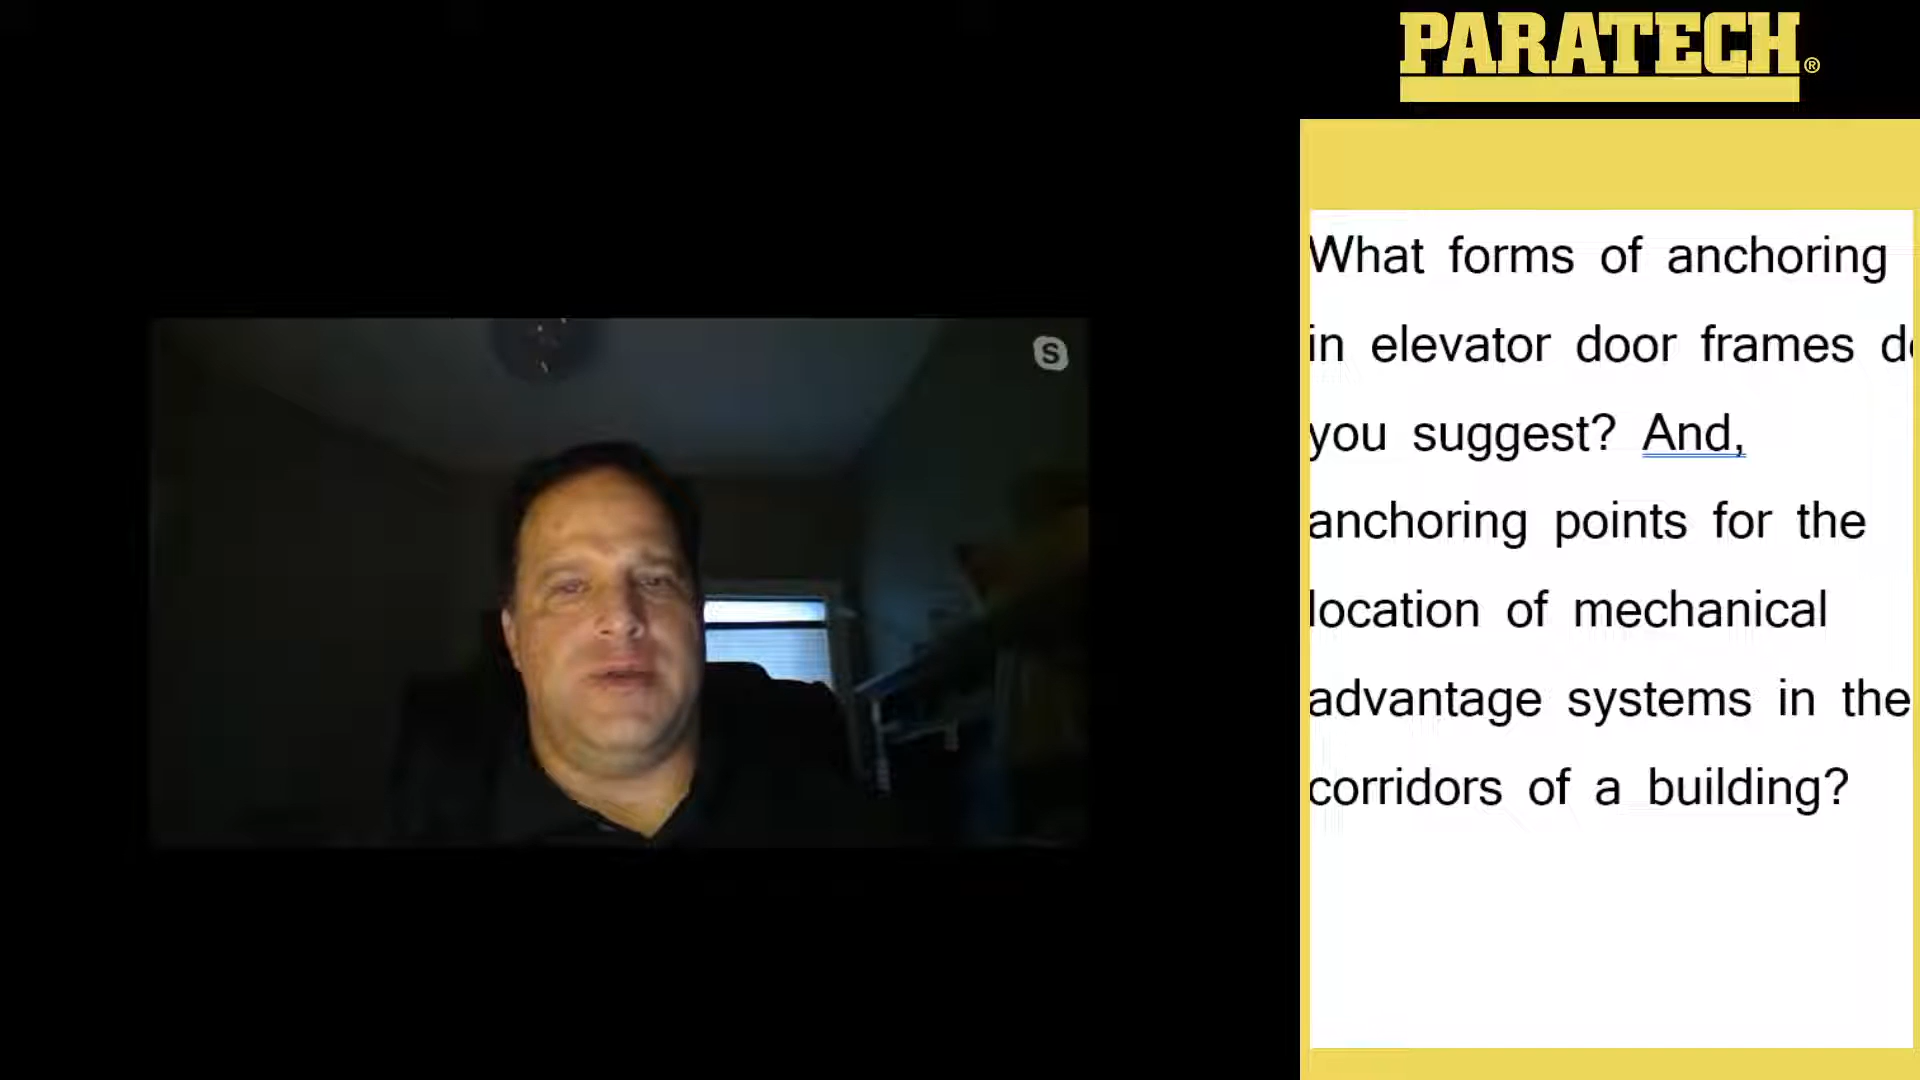 PARATECH®
What forms of anchoring
in elevator door frames
you suggest? And,
anchoring points for the
location of mechanical
advantage systems in the
corridors of a building?
S